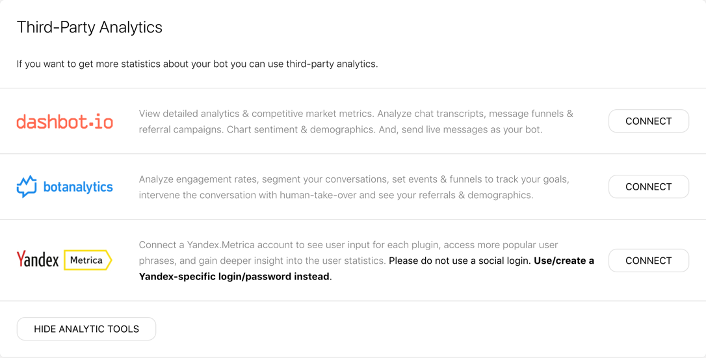 Third-Party Analytics
If you want to get more statistics about your bot you can use third-party analytics.
dashbot.io
View detailed analytics & competitive market metrics. Analyze chat transcripts, message funnels &
referral campaigns. Chart sentiment & demographics. And, send live messages as your bot.
CONNECT
botanalytics
Analyze engagement rates, segment your conversations, set events & funnels to track your goals,
intervene the conversation with human-take-over and see your referrals & demographics.
CONNECT
Yandex Metrica
Connect a Yandex.Metrica account to see user input for each plugin, access more popular user
phrases, and gain deeper insight into the user statistics. Please do not use a social login. Use/create a
Yandex-specific login/password instead.
CONNECT
HIDE ANALYTIC TOOLS